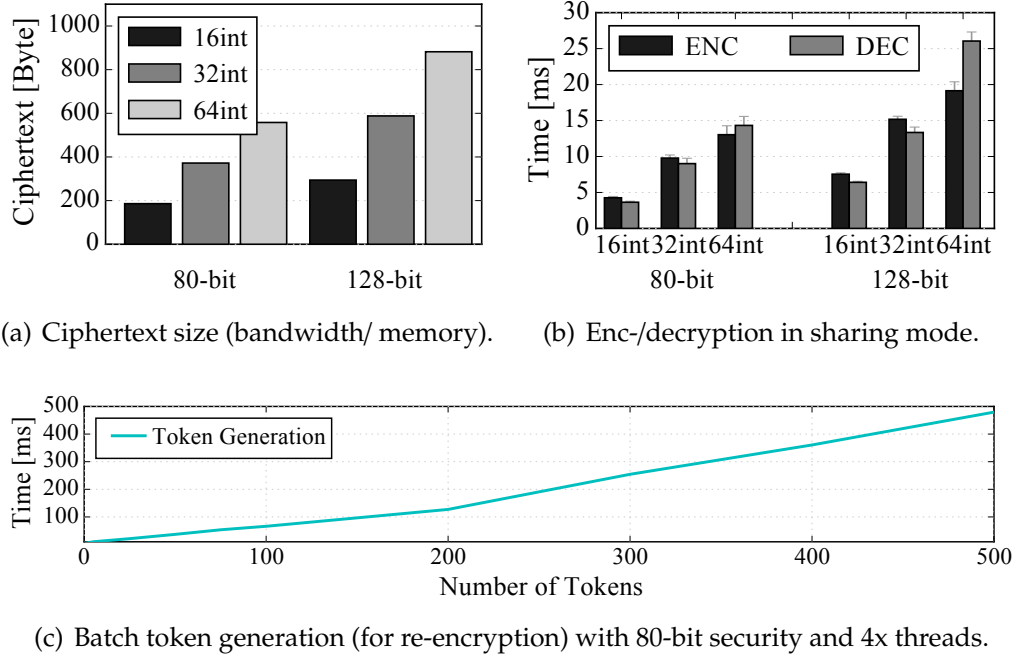 1000
800
600
400
200
0
Ciphertext [Byte]
16int
32int
64int
80-bit
128-bit
(a) Ciphertext size (bandwidth/ memory).
30
25
20
15
10
5
0
Time [ms]
ENC
DEC
16int 32int 64int
16int 32int 64int
80-bit
128-bit
(b) Enc-/decryption in sharing mode.
500
400
300
200
100
Time [ms]
Token Generation
0
100
200
300
400
500
Number of Tokens
(c) Batch token generation (for re-encryption) with 80-bit security and 4x threads.